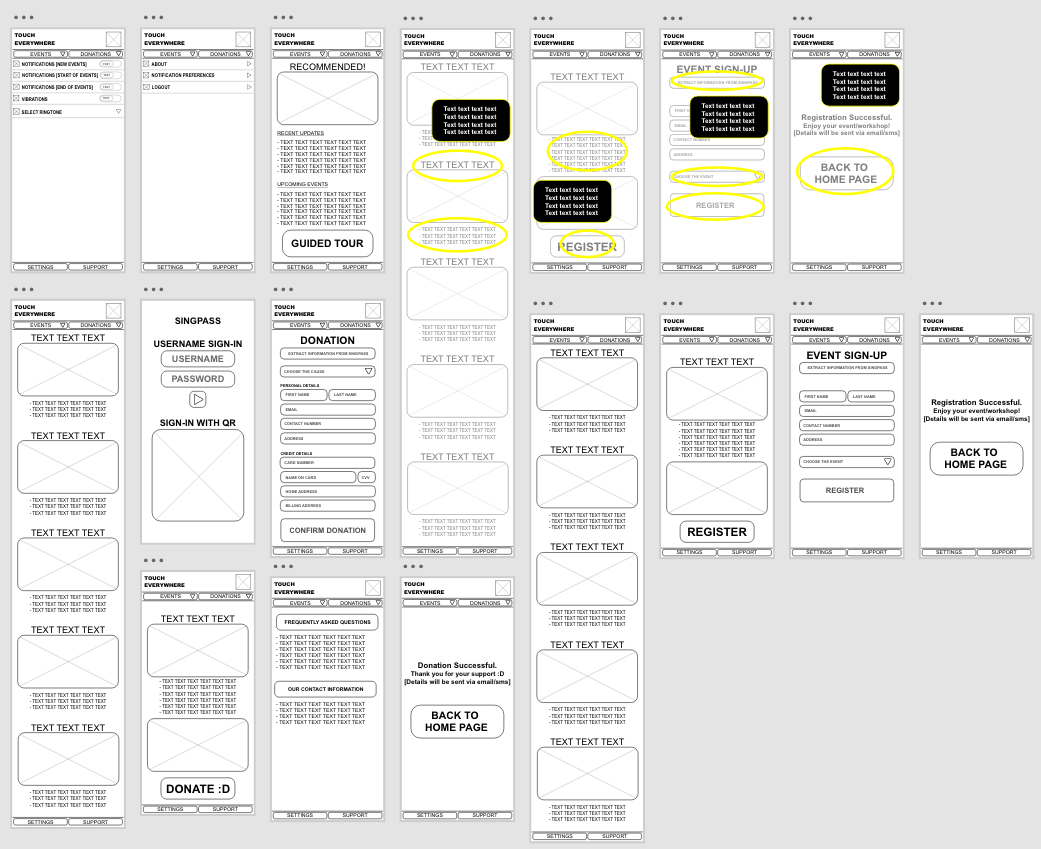 TOUCH
EVERYWHERE
EVENTS DONATIONS
NOTIFICATIONS [NEW EVENTS]
NOTIFICATIONS [START OF EVENTS]
NOTIFICATIONS [END OF EVENTS]
VIBRATIONS
SELECT RINGTONE
SETTINGS SUPPORT
TOUCH
EVERYWHERE
EVENTS DONATIONS
ABOUT
NOTIFICATION PREFERENCES
LOGOUT
SETTINGS SUPPORT
TOUCH
EVERYWHERE
EVENTS DONATIONS
RECOMMENDED!
RECENT UPDATES
- TEXT TEXT TEXT TEXT TEXT TEXT
- TEXT TEXT TEXT TEXT TEXT TEXT
- TEXT TEXT TEXT TEXT TEXT TEXT
- TEXT TEXT TEXT TEXT TEXT TEXT
- TEXT TEXT TEXT TEXT TEXT TEXT
- TEXT TEXT TEXT TEXT TEXT TEXT
UPCOMING EVENTS
- TEXT TEXT TEXT TEXT TEXT TEXT
- TEXT TEXT TEXT TEXT TEXT TEXT
- TEXT TEXT TEXT TEXT TEXT TEXT
- TEXT TEXT TEXT TEXT TEXT TEXT
- TEXT TEXT TEXT TEXT TEXT TEXT
- TEXT TEXT TEXT TEXT TEXT TEXT
GUIDED TOUR
SETTINGS SUPPORT
TOUCH
EVERYWHERE
EVENTS DONATIONS
TEXT TEXT TEXT
Text text text text
Text text text text
Text text text text
Text text text text
- TEXT TEXT TEXT TEXT TEXT
TEXT TEXT TEXT
- TEXT TEXT TEXT TEXT TEXT
- TEXT TEXT TEXT TEXT TEXT
- TEXT TEXT TEXT TEXT TEXT
TEXT TEXT TEXT
- TEXT TEXT TEXT TEXT TEXT
- TEXT TEXT TEXT TEXT TEXT
- TEXT TEXT TEXT TEXT TEXT
TEXT TEXT TEXT
- TEXT TEXT TEXT TEXT TEXT
- TEXT TEXT TEXT TEXT TEXT
- TEXT TEXT TEXT TEXT TEXT
TEXT TEXT TEXT
- TEXT TEXT TEXT TEXT TEXT
- TEXT TEXT TEXT TEXT TEXT
- TEXT TEXT TEXT TEXT TEXT
SETTINGS SUPPORT
TOUCH
EVERYWHERE
EVENTS DONATIONS
TEXT TEXT TEXT
- TEXT TEXT TEXT TEXT TEXT
- TEXT TEXT TEXT TEXT TEXT
- TEXT TEXT TEXT TEXT TEXT
- TEXT TEXT TEXT TEXT TEXT
- TEXT TEXT TEXT TEXT TEXT
- TEXT TEXT TEXT TEXT TEXT
Text text text text
Text text text text
Text text text text
Text text text text
REGISTER
SETTINGS SUPPORT
TOUCH
EVERYWHERE
EVENTS DONATIONS
EVENT SIGN-UP
EXTRACT INFORMATION FROM SINGPASS
Text text text text
Text text text text
Text text text text
Text text text text
EMAIL
CONTACT NUMBER
ADDRESS
CHOOSE THE EVENT
REGISTER
SETTINGS SUPPORT
TOUCH
EVERYWHERE
EVENTS DONATIONS
Text text text text
Text text text text
Text text text text
Text text text text
Registration Successful.
Enjoy your event/workshop!
[Details will be sent via email/sms]
BACK TO
HOME PAGE
SETTINGS SUPPORT
TOUCH
EVERYWHERE
EVENTS DONATIONS
TEXT TEXT TEXT
- TEXT TEXT TEXT TEXT TEXT
- TEXT TEXT TEXT TEXT TEXT
- TEXT TEXT TEXT TEXT TEXT
TEXT TEXT TEXT
- TEXT TEXT TEXT TEXT TEXT
- TEXT TEXT TEXT TEXT TEXT
- TEXT TEXT TEXT TEXT TEXT
TEXT TEXT TEXT
- TEXT TEXT TEXT TEXT TEXT
- TEXT TEXT TEXT TEXT TEXT
- TEXT TEXT TEXT TEXT TEXT
TEXT TEXT TEXT
- TEXT TEXT TEXT TEXT TEXT
- TEXT TEXT TEXT TEXT TEXT
- TEXT TEXT TEXT TEXT TEXT
TEXT TEXT TEXT
- TEXT TEXT TEXT TEXT TEXT
- TEXT TEXT TEXT TEXT TEXT
- TEXT TEXT TEXT TEXT TEXT
SETTINGS SUPPORT
SINGPASS
USERNAME SIGN-IN
USERNAME
PASSWORD
SIGN-IN WITH QR
TOUCH
EVERYWHERE
EVENTS DONATIONS
DONATION
EXTRACT INFORMATION FROM SINGPASS
CHOOSE THE CAUSE
PERSONAL DETAILS
FIRST NAME LAST NAME
EMAIL
CONTACT NUMBER
ADDRESS
CREDIT DETAILS
CARD NUMBER
NAME ON CARD CVV
HOME ADDRESS
BILLING ADDRESS
CONFIRM DONATION
SETTINGS SUPPORT
TOUCH
EVERYWHERE
EVENTS DONATIONS
TEXT TEXT TEXT
- TEXT TEXT TEXT TEXT TEXT
- TEXT TEXT TEXT TEXT TEXT
- TEXT TEXT TEXT TEXT TEXT
TEXT TEXT TEXT
- TEXT TEXT TEXT TEXT TEXT
- TEXT TEXT TEXT TEXT TEXT
- TEXT TEXT TEXT TEXT TEXT
TEXT TEXT TEXT
- TEXT TEXT TEXT TEXT TEXT
- TEXT TEXT TEXT TEXT TEXT
- TEXT TEXT TEXT TEXT TEXT
TEXT TEXT TEXT
- TEXT TEXT TEXT TEXT TEXT
- TEXT TEXT TEXT TEXT TEXT
- TEXT TEXT TEXT TEXT TEXT
TEXT TEXT TEXT
- TEXT TEXT TEXT TEXT TEXT
- TEXT TEXT TEXT TEXT TEXT
- TEXT TEXT TEXT TEXT TEXT
SETTINGS SUPPORT
TOUCH
EVERYWHERE
EVENTS DONATIONS
TEXT TEXT TEXT
- TEXT TEXT TEXT TEXT TEXT
- TEXT TEXT TEXT TEXT TEXT
- TEXT TEXT TEXT TEXT TEXT
- TEXT TEXT TEXT TEXT TEXT
- TEXT TEXT TEXT TEXT TEXT
- TEXT TEXT TEXT TEXT TEXT
REGISTER
SETTINGS SUPPORT
TOUCH
EVERYWHERE
EVENTS DONATIONS
EVENT SIGN-UP
EXTRACT INFORMATION FROM SINGPASS
FIRST NAME LAST NAME
EMAIL
CONTACT NUMBER
ADDRESS
CHOOSE THE EVENT
REGISTER
SETTINGS SUPPORT
TOUCH
EVERYWHERE
EVENTS DONATIONS
Registration Successful.
Enjoy your event/workshop!
[Details will be sent via email/sms]
BACK TO
HOME PAGE
SETTINGS SUPPORT
TOUCH
EVERYWHERE
EVENTS DONATIONS
TEXT TEXT TEXT
- TEXT TEXT TEXT TEXT TEXT
- TEXT TEXT TEXT TEXT TEXT
- TEXT TEXT TEXT TEXT TEXT
- TEXT TEXT TEXT TEXT TEXT
- TEXT TEXT TEXT TEXT TEXT
- TEXT TEXT TEXT TEXT TEXT
DONATE :D
SETTINGS SUPPORT
TOUCH
EVERYWHERE
EVENTS DONATIONS
FREQUENTLY ASKED QUESTIONS
- TEXT TEXT TEXT TEXT TEXT TEXT
- TEXT TEXT TEXT TEXT TEXT TEXT
- TEXT TEXT TEXT TEXT TEXT TEXT
- TEXT TEXT TEXT TEXT TEXT TEXT
- TEXT TEXT TEXT TEXT TEXT TEXT
- TEXT TEXT TEXT TEXT TEXT TEXT
OUR CONTACT INFORMATION
- TEXT TEXT TEXT TEXT TEXT TEXT
- TEXT TEXT TEXT TEXT TEXT TEXT
- TEXT TEXT TEXT TEXT TEXT TEXT
- TEXT TEXT TEXT TEXT TEXT TEXT
SETTINGS SUPPORT
TOUCH
EVERYWHERE
EVENTS DONATIONS
Donation Successful.
Thank you for your support :D
[Details will be sent via email/sms]
BACK TO
HOME PAGE
SETTINGS SUPPORT